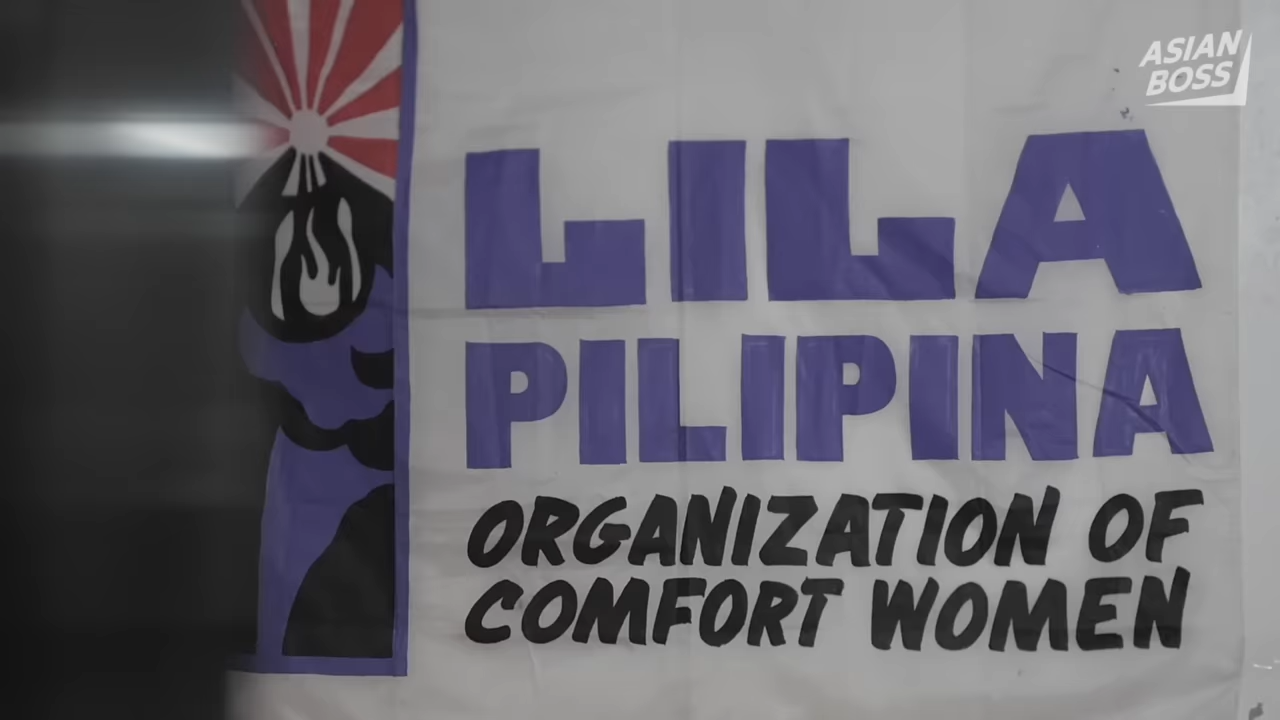 ASIAN
BOSS
LILA
PILIPINA
ORGANIZATION OF
COMFORT WOMEN